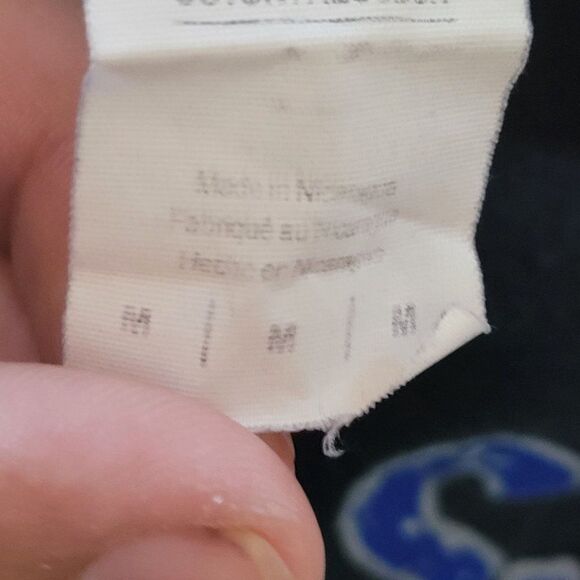 Made in Nicaragua
Fabriqué au Nicaragua
Hecho en Nicaragua
M | M | M